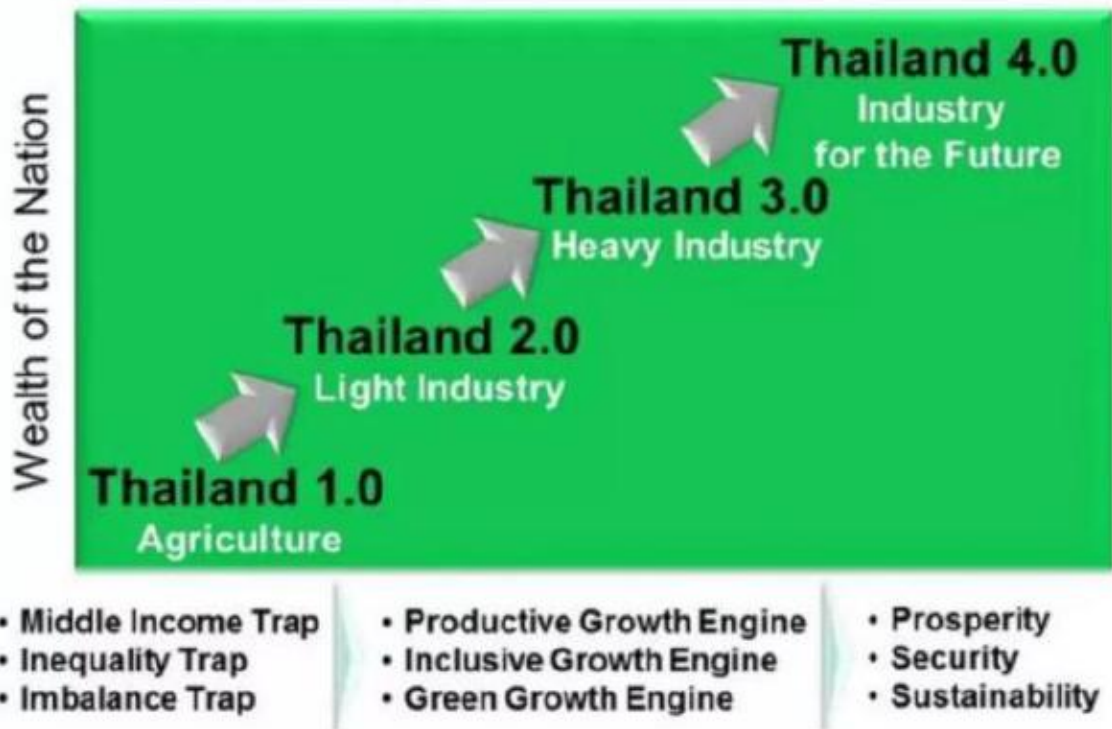 Wealth of the Nation
Thailand 4.0
Industry
for the Future
Thailand 3.0
Heavy Industry
Thailand 2.0
Light Industry
Thailand 1.0
Agriculture
• Middle Income Trap
• Inequality Trap
• Imbalance Trap
• Productive Growth Engine
• Inclusive Growth Engine
• Green Growth Engine
• Prosperity
• Security
• Sustainability